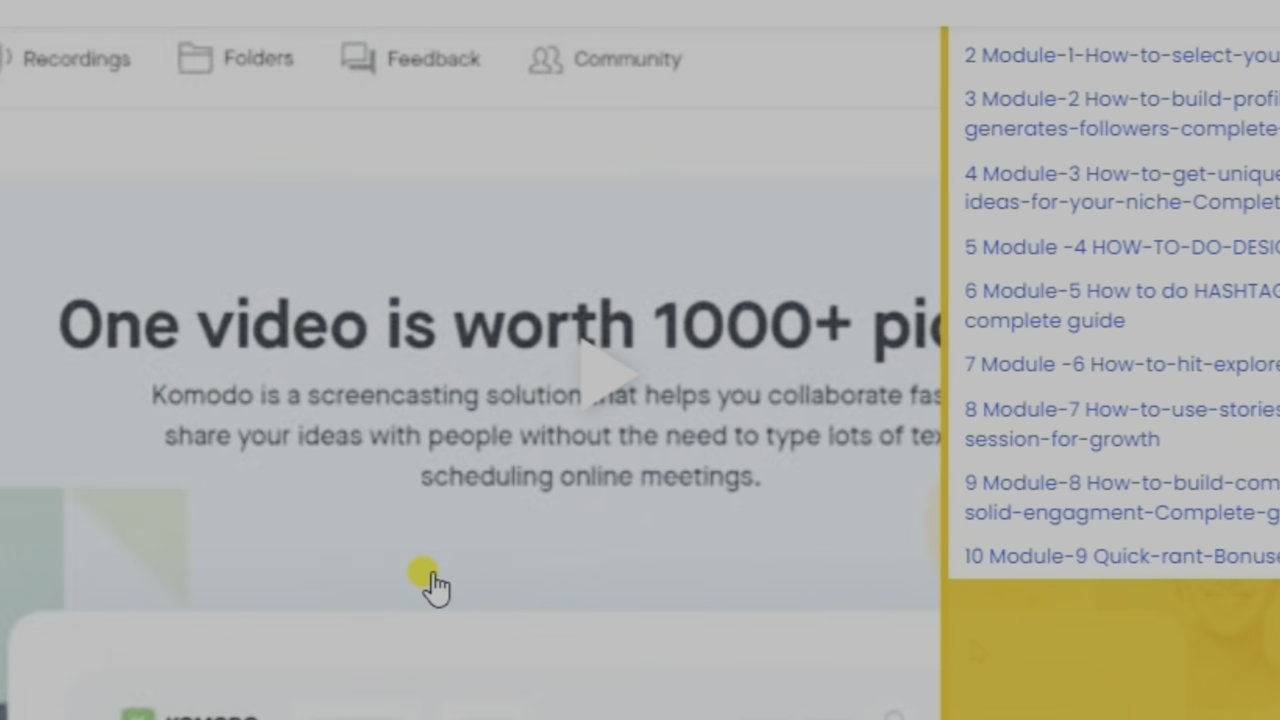 Recordings Folders Feedback Community
One video is worth 1000+
Komodo is a screencasting solution that helps you collaborate
share your ideas with people without the need to type lots of
scheduling online meetings.
KOMODO
2 Module-1-How-to-select-you
3 Module-2 How-to-build-profi
generates-followers-complete-
4 Module-3 How-to-get-unique
ideas-for-your-niche-Complet
5 Module -4 HOW-TO-DO-DESIG
6 Module-5 How to do HASHTAG
complete guide
7 Module -6 How-to-hit-explore
8 Module-7 How-to-use-stories
session-for-growth
9 Module-8 How-to-build-com
solid-engagment-Complete-g
10 Module-9 Quick-rant-Bonuse